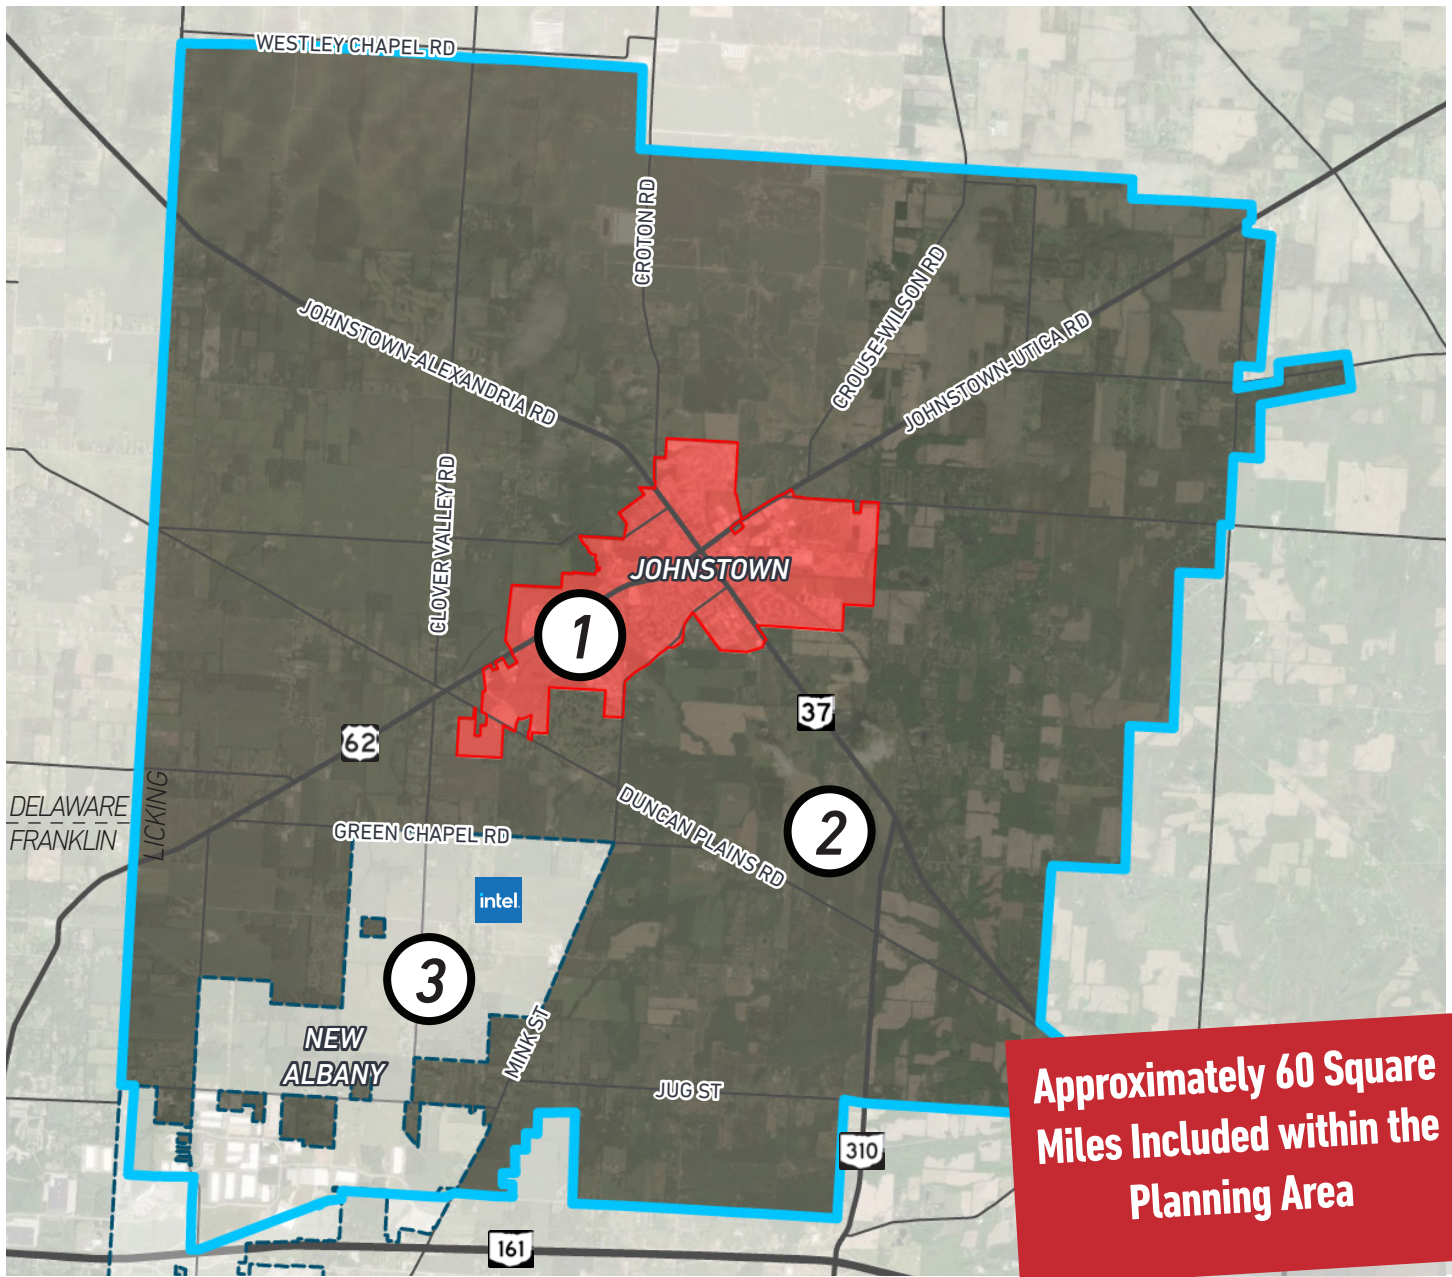 WESTLEY CHAPEL RD
CROTON RD
CROUSE-WILSON RD
JOHNSTOWN-ALEXANDRIA RD
JOHNSTOWN-UTICA RD
CLOVER VALLEY RD
JOHNSTOWN
1
37
62
DELAWARE
FRANKLIN
LICKING
GREEN CHAPEL RD
DUNCAN PLAINS RD
2
intel
3
NEW
ALBANY
MINK ST
JUG ST
310
161
Approximately 60 Square
Miles Included within the
Planning Area